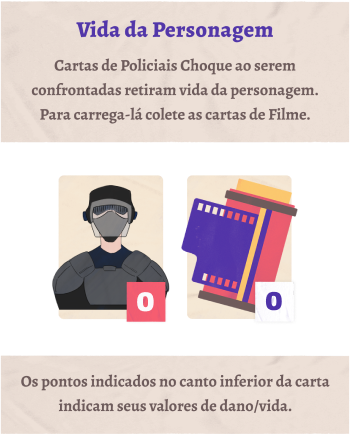 Vida da Personagem
Cartas de Policiais Choque ao serem
confrontadas retiram vida da personagem.
Para carrega-lá colete as cartas de Filme.
0
0
Os pontos indicados no canto inferior da carta
indicam seus valores de dano/vida.